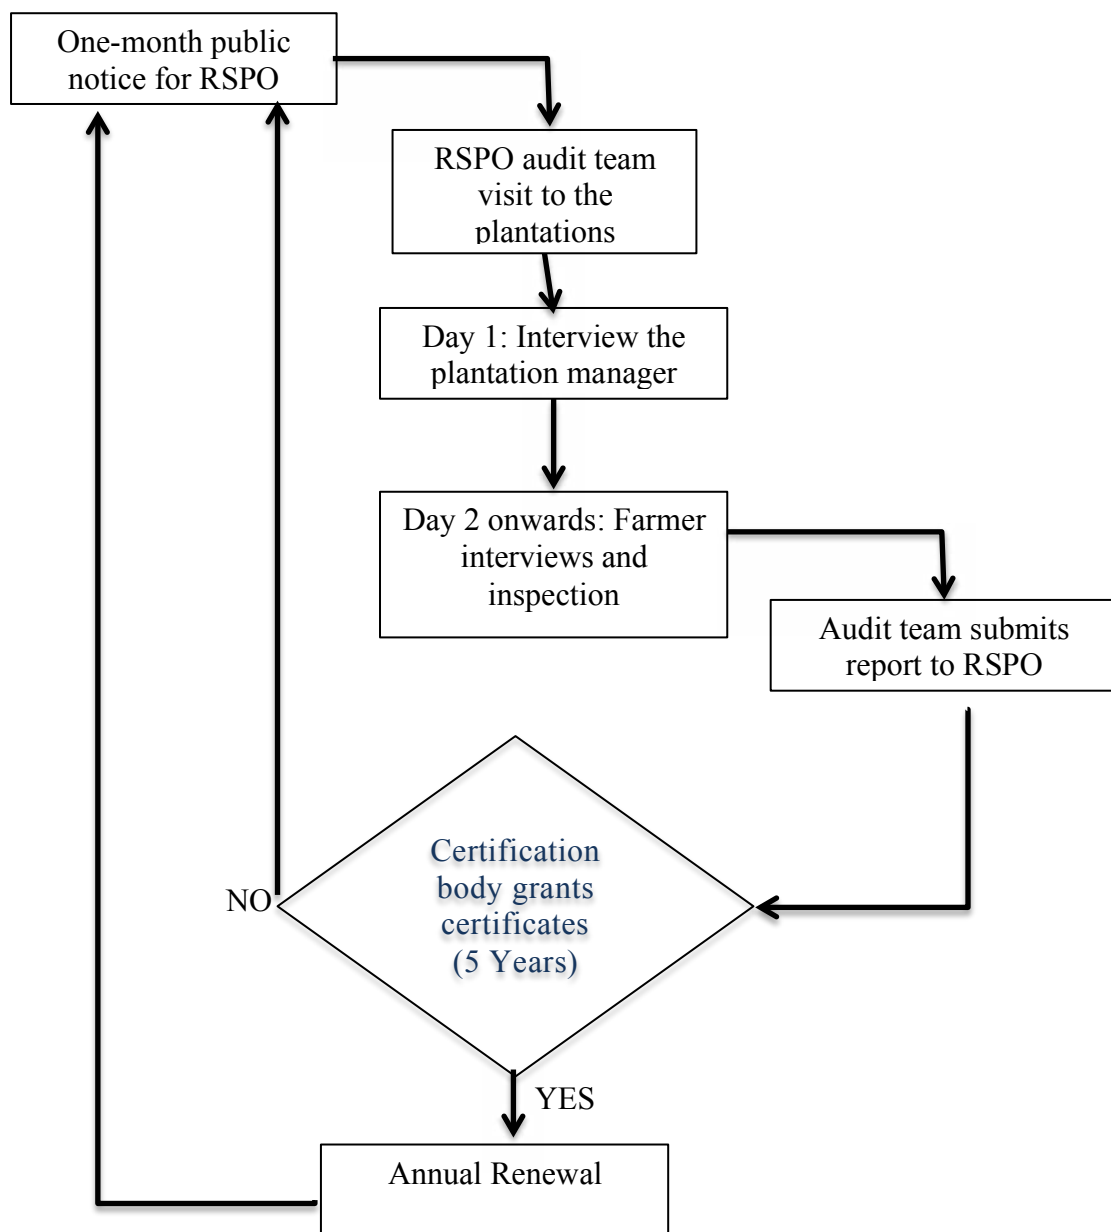 One-month public
notice for RSPO
RSPO audit team
visit to the
plantations
Day 1: Interview the
plantation manager
Day 2 onwards: Farmer
interviews and
inspection
Audit team submits
report to RSPO
Certification
body grants
certificates
(5 Years)
NO
YES
Annual Renewal